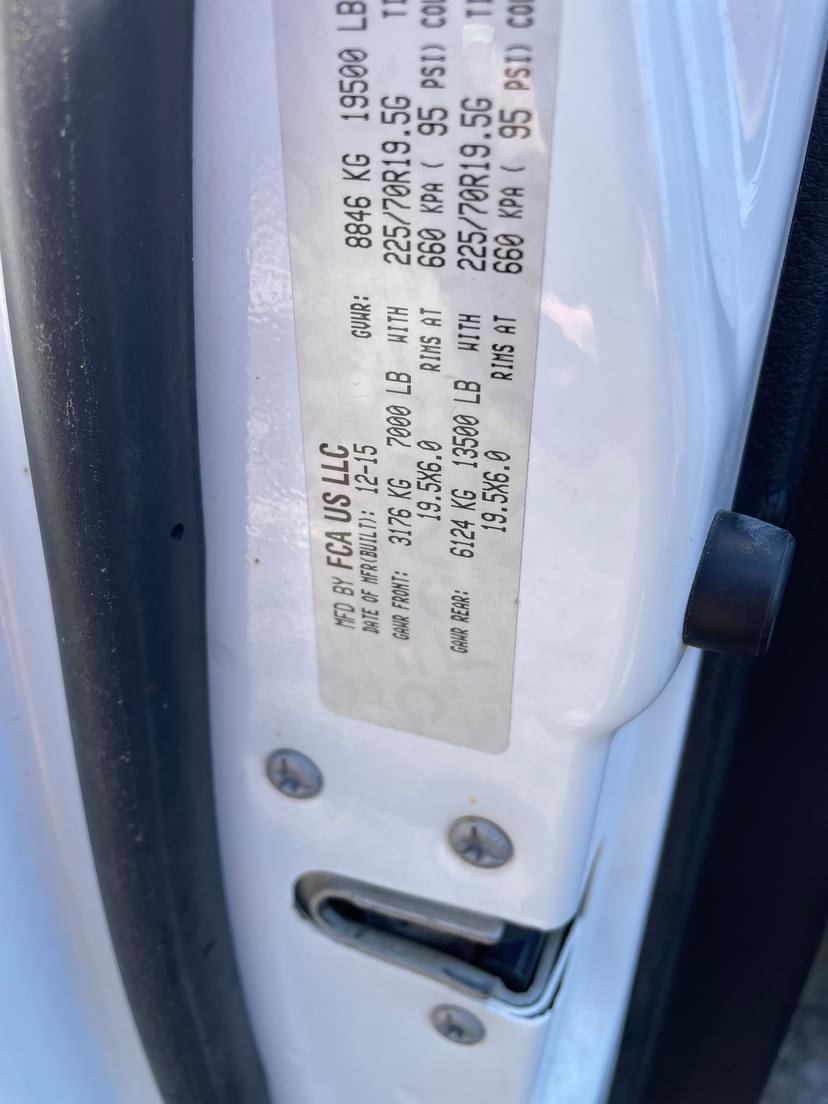 MFD BY FCA US LLC
DATE OF MFR(BUILT): 12-15 GVWR: 8846 KG 19500 LB
GAWR FRONT: 3176 KG 7000 LB WITH 225/70R19.5G
19.5X6.0 RIMS AT 660 KPA ( 95 PSI)
GAWR REAR: 6124 KG 13500 LB WITH 225/70R19.5G
19.5X6.0 RIMS AT 660 KPA ( 95 PSI)